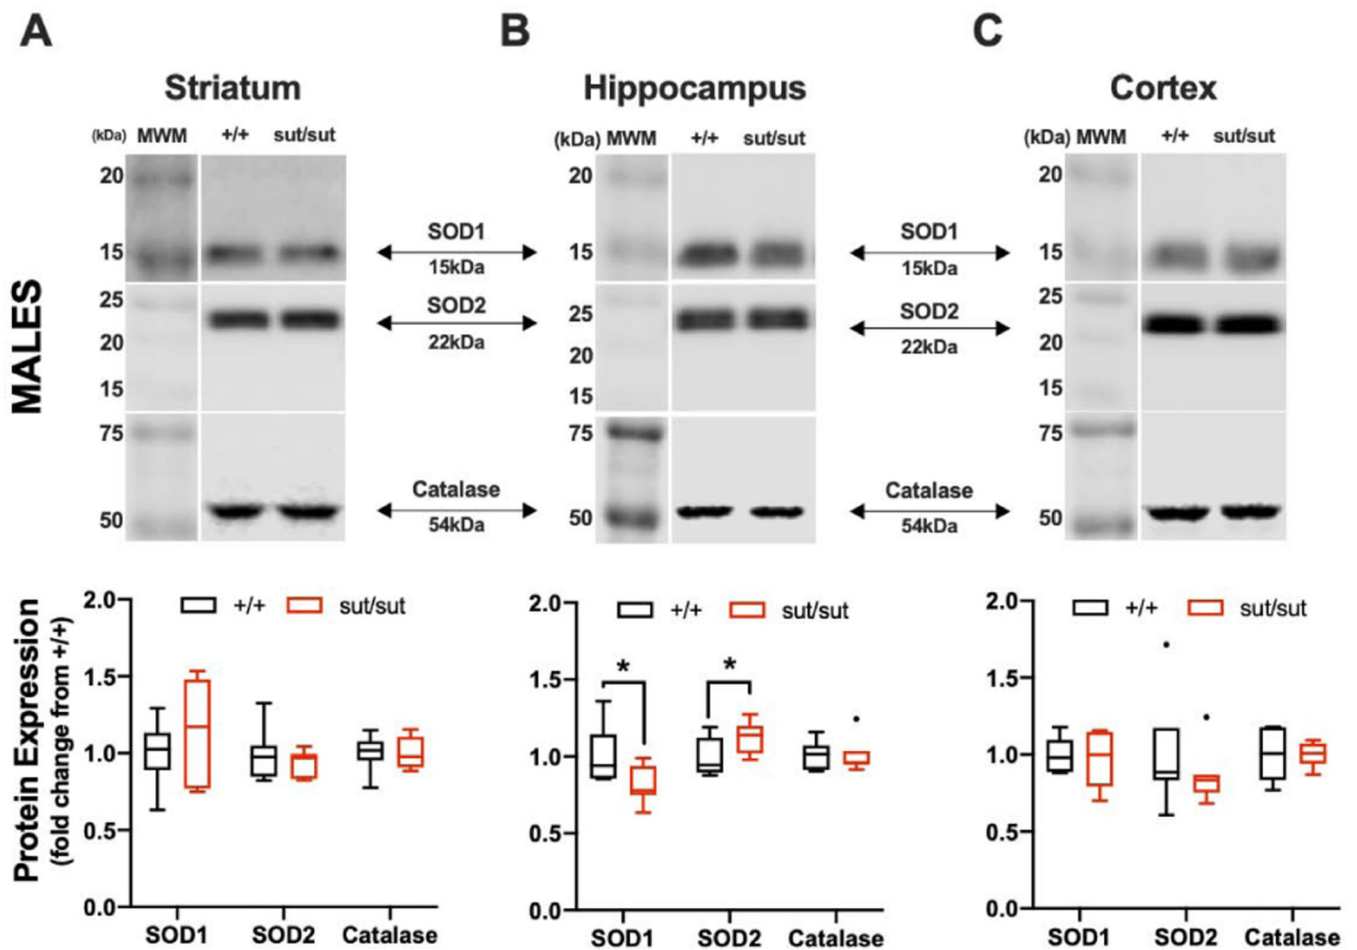 A
B
C
Striatum
Hippocampus
Cortex
(kDa) MWM +/+ sut/sut
(kDa) MWM +/+ sut/sut
(kDa) MWM +/+ sut/sut
MALES
20
15
25
20
15
75
50
SOD1
15kDa
SOD2
22kDa
Catalase
54kDa
20
15
25
20
15
75
50
SOD1
15kDa
SOD2
22kDa
Catalase
54kDa
20
15
25
20
15
75
50
Protein Expression
(fold change from +/+)
2.0
1.5
1.0
0.5
0.0
+/+ sut/sut
SOD1 SOD2 Catalase
2.0
1.5
1.0
0.5
0.0
+/+ sut/sut
* *
SOD1 SOD2 Catalase
2.0
1.5
1.0
0.5
0.0
+/+ sut/sut
SOD1 SOD2 Catalase